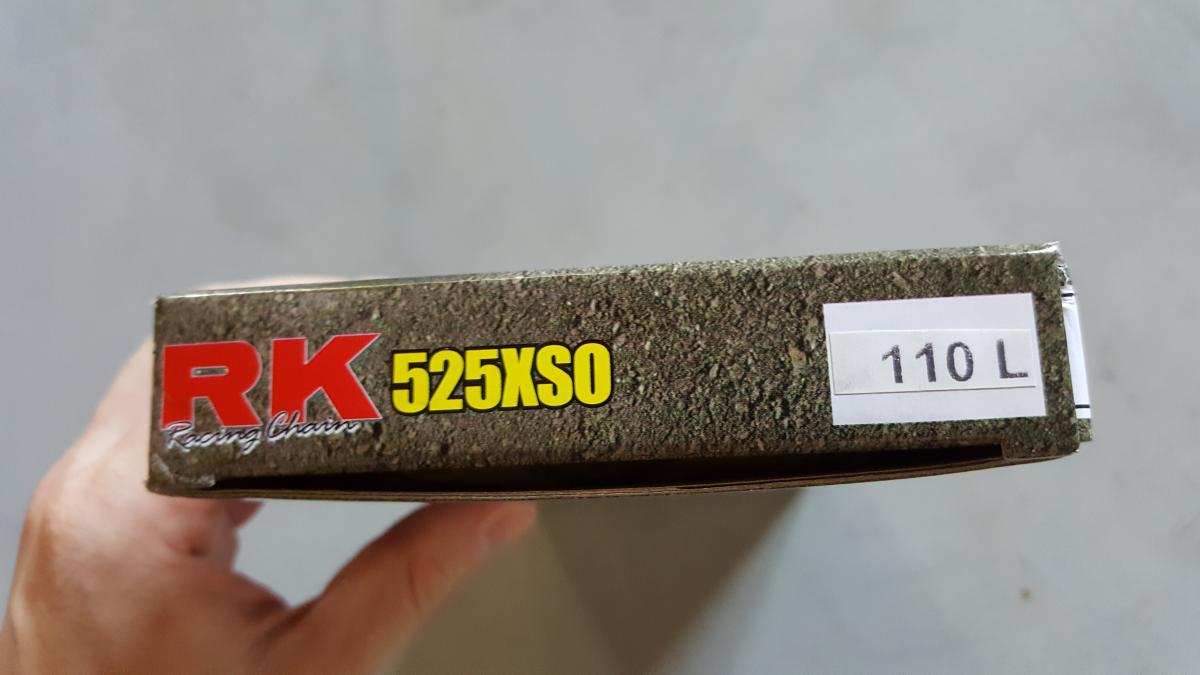 RK
Racing Chain
525XSO
110 L